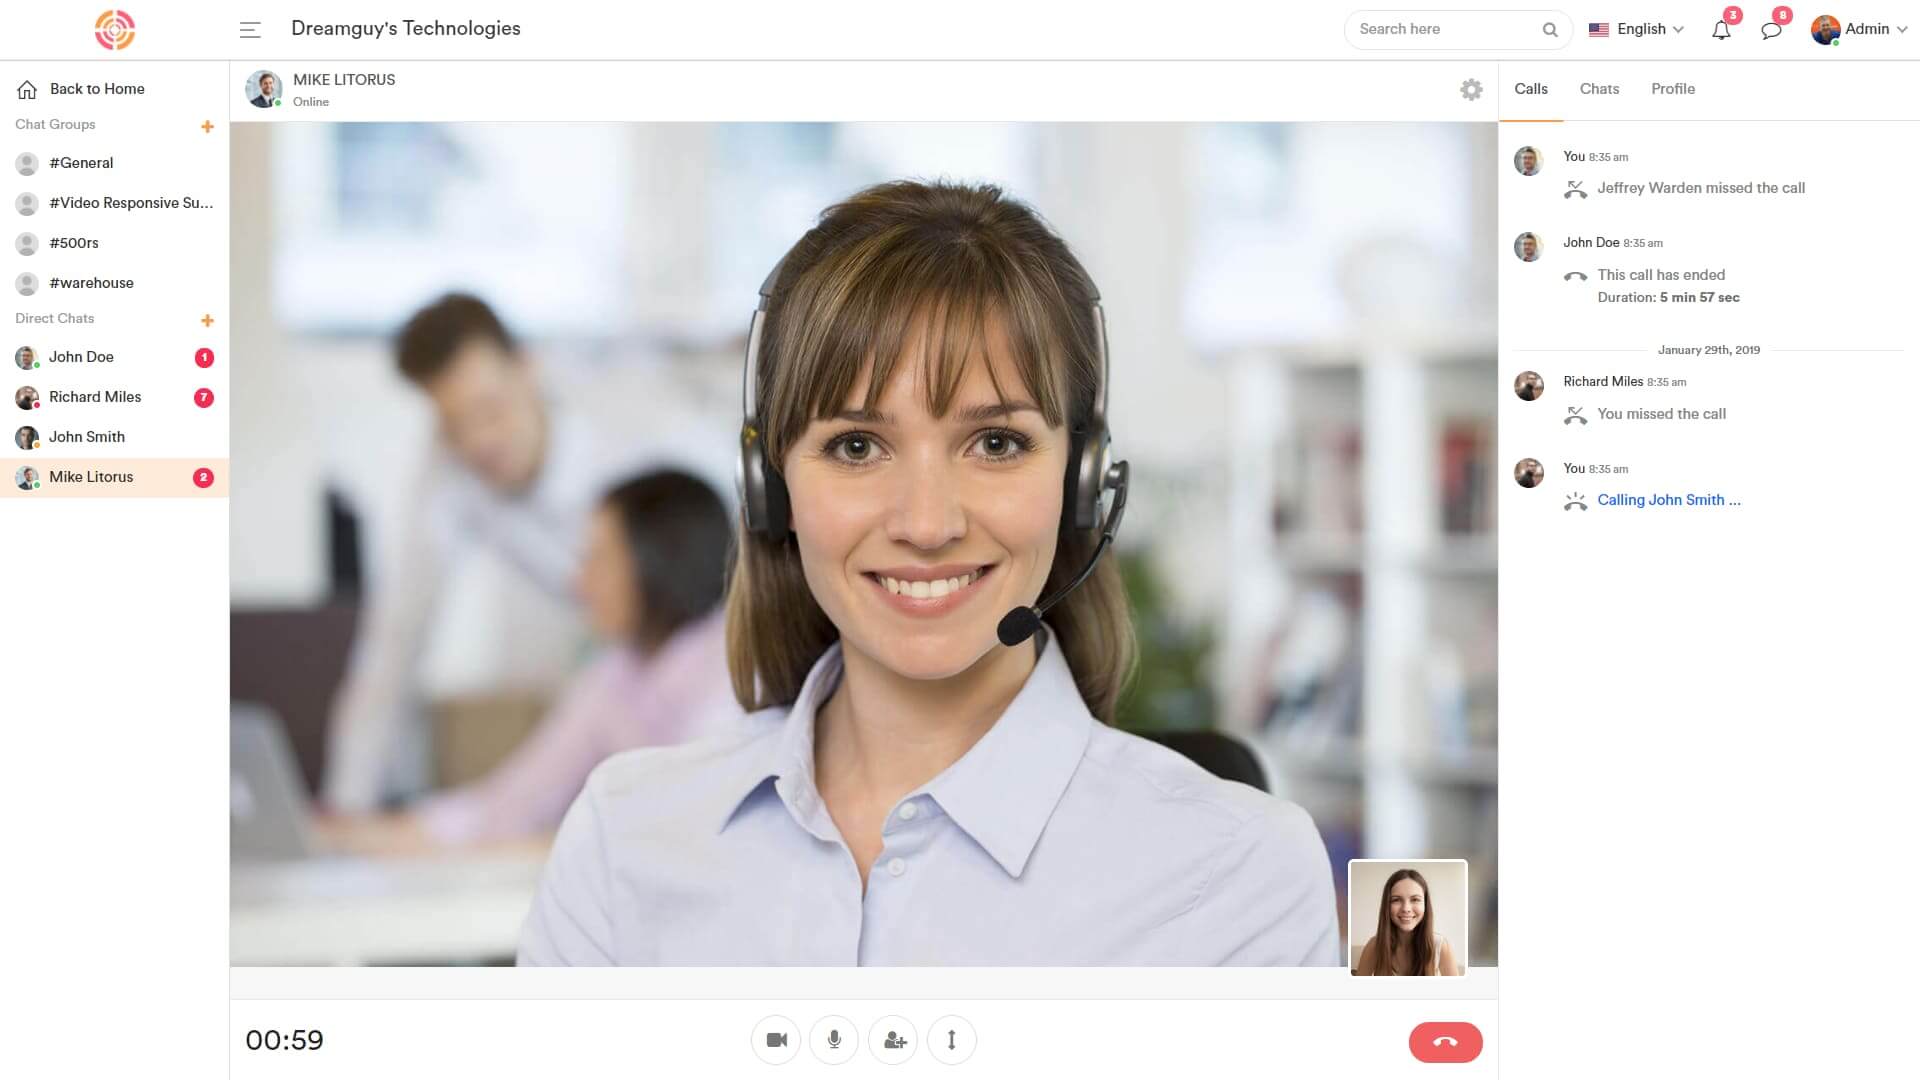 Dreamguy's Technologies
Search here
English
3
8
Admin
Back to Home
Chat Groups
#General
#Video Responsive Su...
#500rs
#warehouse
Direct Chats
John Doe 1
Richard Miles 7
John Smith
Mike Litorus 2
MIKE LITORUS
Online
00:59
Calls Chats Profile
You 8:35 am
Jeffrey Warden missed the call
John Doe 8:35 am
This call has ended
Duration: 5 min 57 sec
January 29th, 2019
Richard Miles 8:35 am
You missed the call
You 8:35 am
Calling John Smith ...